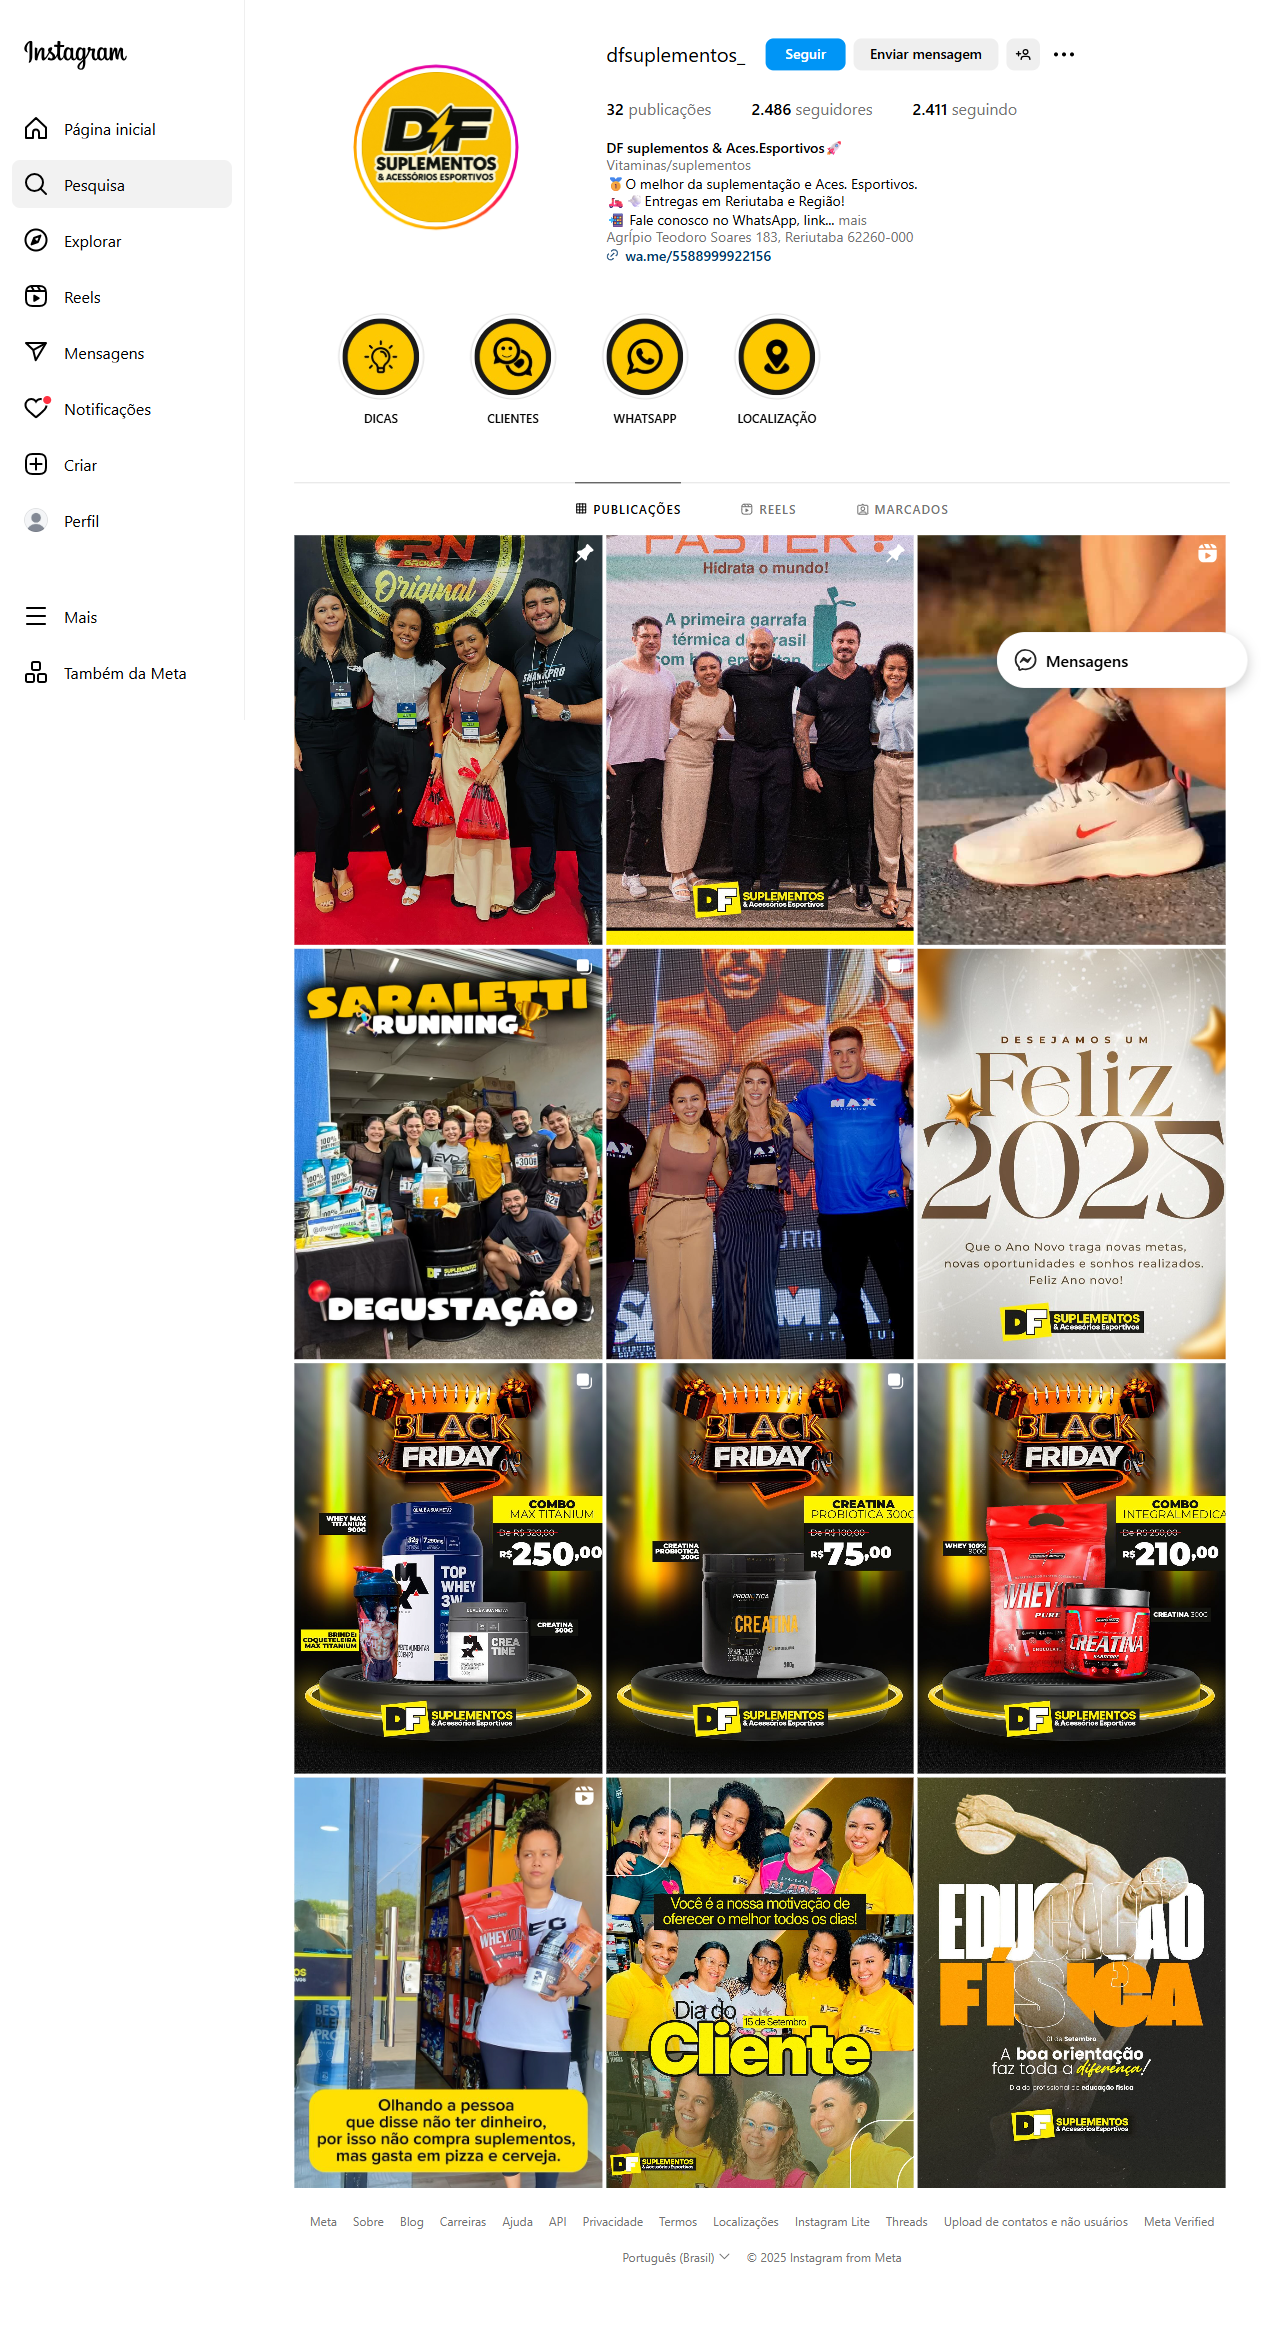 Instagram
Página inicial
Pesquisa
Explorar
Reels
Mensagens
Notificações
Criar
Perfil
Mais
Também da Meta
dfsuplementos_
Seguir
Enviar mensagem
32 publicações
2.486 seguidores
2.411 seguindo
DF suplementos & Aces.Esportivos🚀
Vitaminas/suplementos
🥇O melhor da suplementação e Aces. Esportivos.
🛵💨Entregas em Reriutaba e Região!
📲 Fale conosco no WhatsApp, link... mais
AgrÍpio Teodoro Soares 183, Reriutaba 62260-000
wa.me/5588999922156
DF
SUPLEMENTOS
& ACESSÓRIOS ESPORTIVOS
DICAS
CLIENTES
WHATSAPP
LOCALIZAÇÃO
PUBLICAÇÕES
REELS
MARCADOS
Original
SHARKPRO
FASTER!
Hidrata o mundo!
A primeira garrafa
térmica do Brasil
DF SUPLEMENTOS
& Acessórios Esportivos
Mensagens
SARALETTI
RUNNING
DEGUSTAÇÃO
MAX
TITANIUM
DESEJAMOS UM
Feliz
2025
Que o Ano Novo traga novas metas,
novas oportunidades e sonhos realizados.
Feliz Ano novo!
DF SUPLEMENTOS
& Acessórios Esportivos
BLACK
FRIDAY
COMBO
MAX TITANIUM
De R$ 320,00
R$250,00
WHEY MAX
TITANIUM
900G
TOP
WHEY
3W
CREATINE
CREATINA
300G
BRINDE:
COQUETELEIRA
MAX TITANIUM
DF SUPLEMENTOS
& Acessórios Esportivos
BLACK
FRIDAY
CREATINA
PROBIOTICA 300G
De R$ 100,00
R$75,00
CREATINA
PROBIOTICA
300G
PROBIÓTICA
CREATINA
DF SUPLEMENTOS
& Acessórios Esportivos
BLACK
FRIDAY
COMBO
INTEGRALMEDICA
De R$ 250,00
R$210,00
WHEY 100%
900G
WHEY 100
PURE
CREATINA
HARDCORE
CREATINA 300G
DF SUPLEMENTOS
& Acessórios Esportivos
WHEY 100
Olhando a pessoa
que disse não ter dinheiro,
por isso não compra suplementos,
mas gasta em pizza e cerveja.
Você é a nossa motivação de
oferecer o melhor todos os dias!
Dia do
15 de Setembro
Cliente
DF SUPLEMENTOS
& Acessórios Esportivos
EDUCAÇÃO
FÍSICA
01 de Setembro
A boa orientação
faz toda a diferença!
Dia do profissional de educação física
DF SUPLEMENTOS
& Acessórios Esportivos
Meta Sobre Blog Carreiras Ajuda API Privacidade Termos Localizações Instagram Lite Threads Upload de contatos e não usuários Meta Verified
Português (Brasil) © 2025 Instagram from Meta